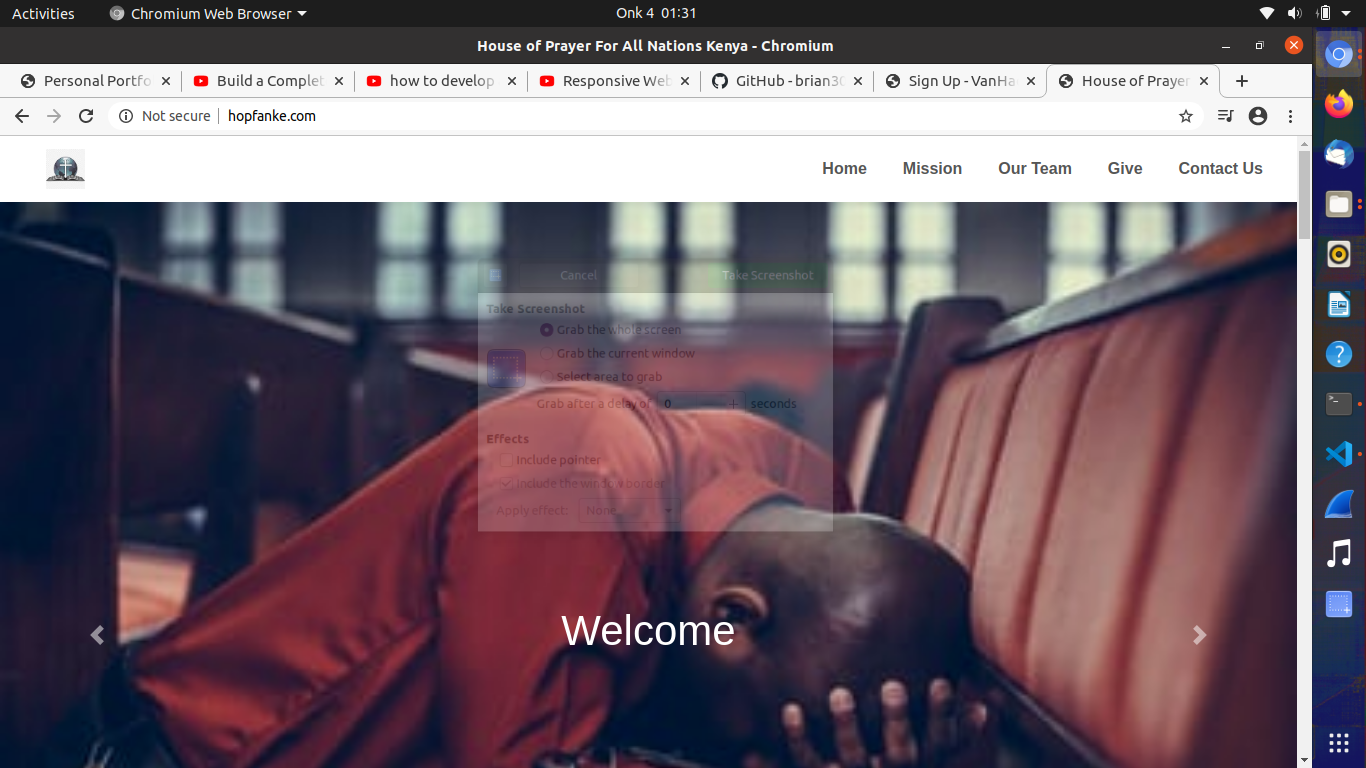 Activities
Chromium Web Browser
Onk 4 01:31
House of Prayer For All Nations Kenya - Chromium
Personal Portfo
Build a Complet
how to develop
Responsive Web
GitHub - brian30
Sign Up - VanHa
House of Prayer
Not secure
hopfanke.com
Home
Mission
Our Team
Give
Contact Us
Cancel
Take Screenshot
Take Screenshot
Grab the whole screen
Grab the current window
Select area to grab
Grab after a delay of 0 seconds
Effects
Include pointer
Include the window border
Apply effect: None
Welcome